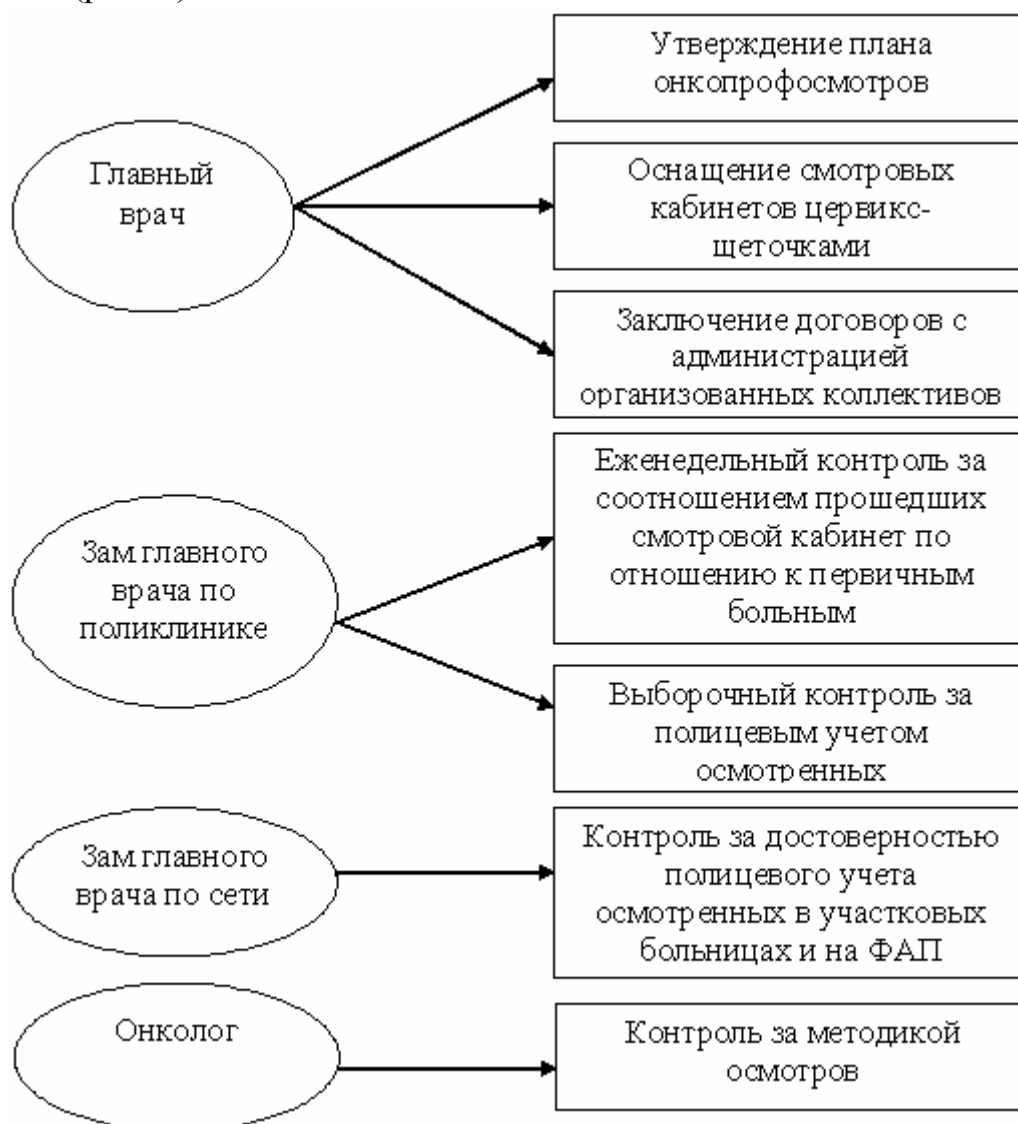 Утверждение плана
онкопрофосмотров
Главный
врач
Оснащение смотровых
кабинетов цервикс-
щеточками
Заключение договоров с
администрацией
организованных коллективов
Зам.главного
врача по
поликлинике
Еженедельный контроль за
соотношением прошедших
смотровой кабинет по
отношению к первичным
больным
Выборочный контроль за
полицевым учетом
осмотренных
Зам.главного
врача по сети
Контроль за достоверностью
полицевого учета
осмотренных в участковых
больницах и на ФАП
Онколог
Контроль за методикой
осмотров